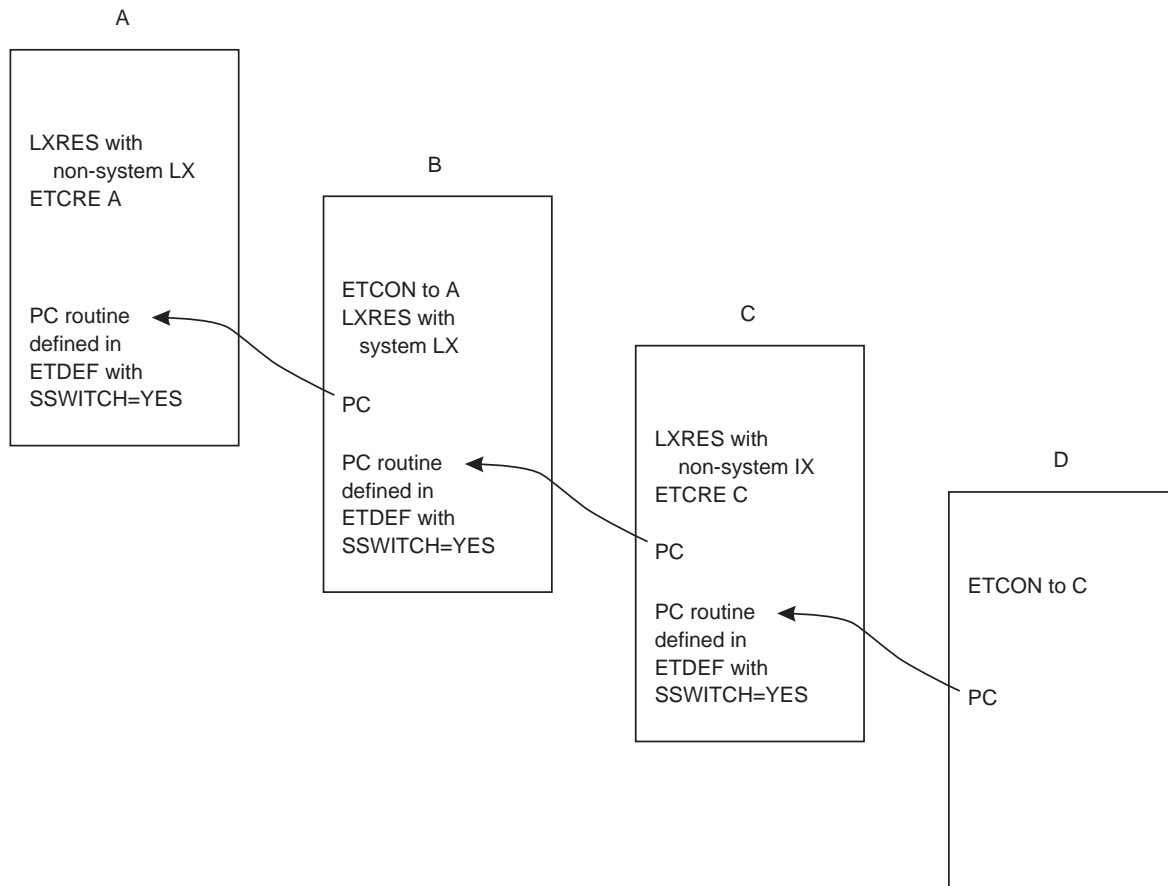 A
LXRES with
non-system LX
ETCRE A
PC routine
defined in
ETDEF with
SSWITCH=YES
B
ETCON to A
LXRES with
system LX
PC
PC routine
defined in
ETDEF with
SSWITCH=YES
C
LXRES with
non-system IX
ETCRE C
PC
PC routine
defined in
ETDEF with
SSWITCH=YES
D
ETCON to C
PC